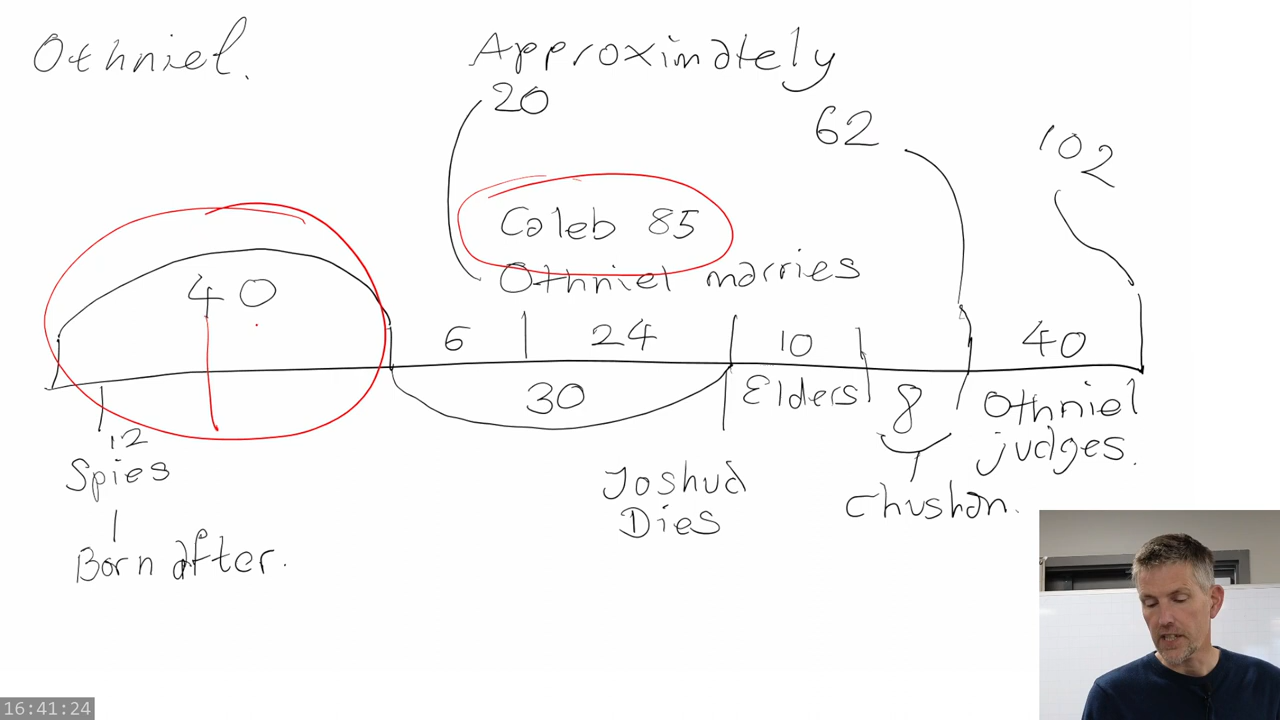 Othniel.
Approximately
20
62
102
Caleb 85
Othniel marries
40
6
24
10
40
30
Elders
8
Othniel
judges.
12
Spies
Joshua
Dies
Chushan.
Born after.
16:41:24